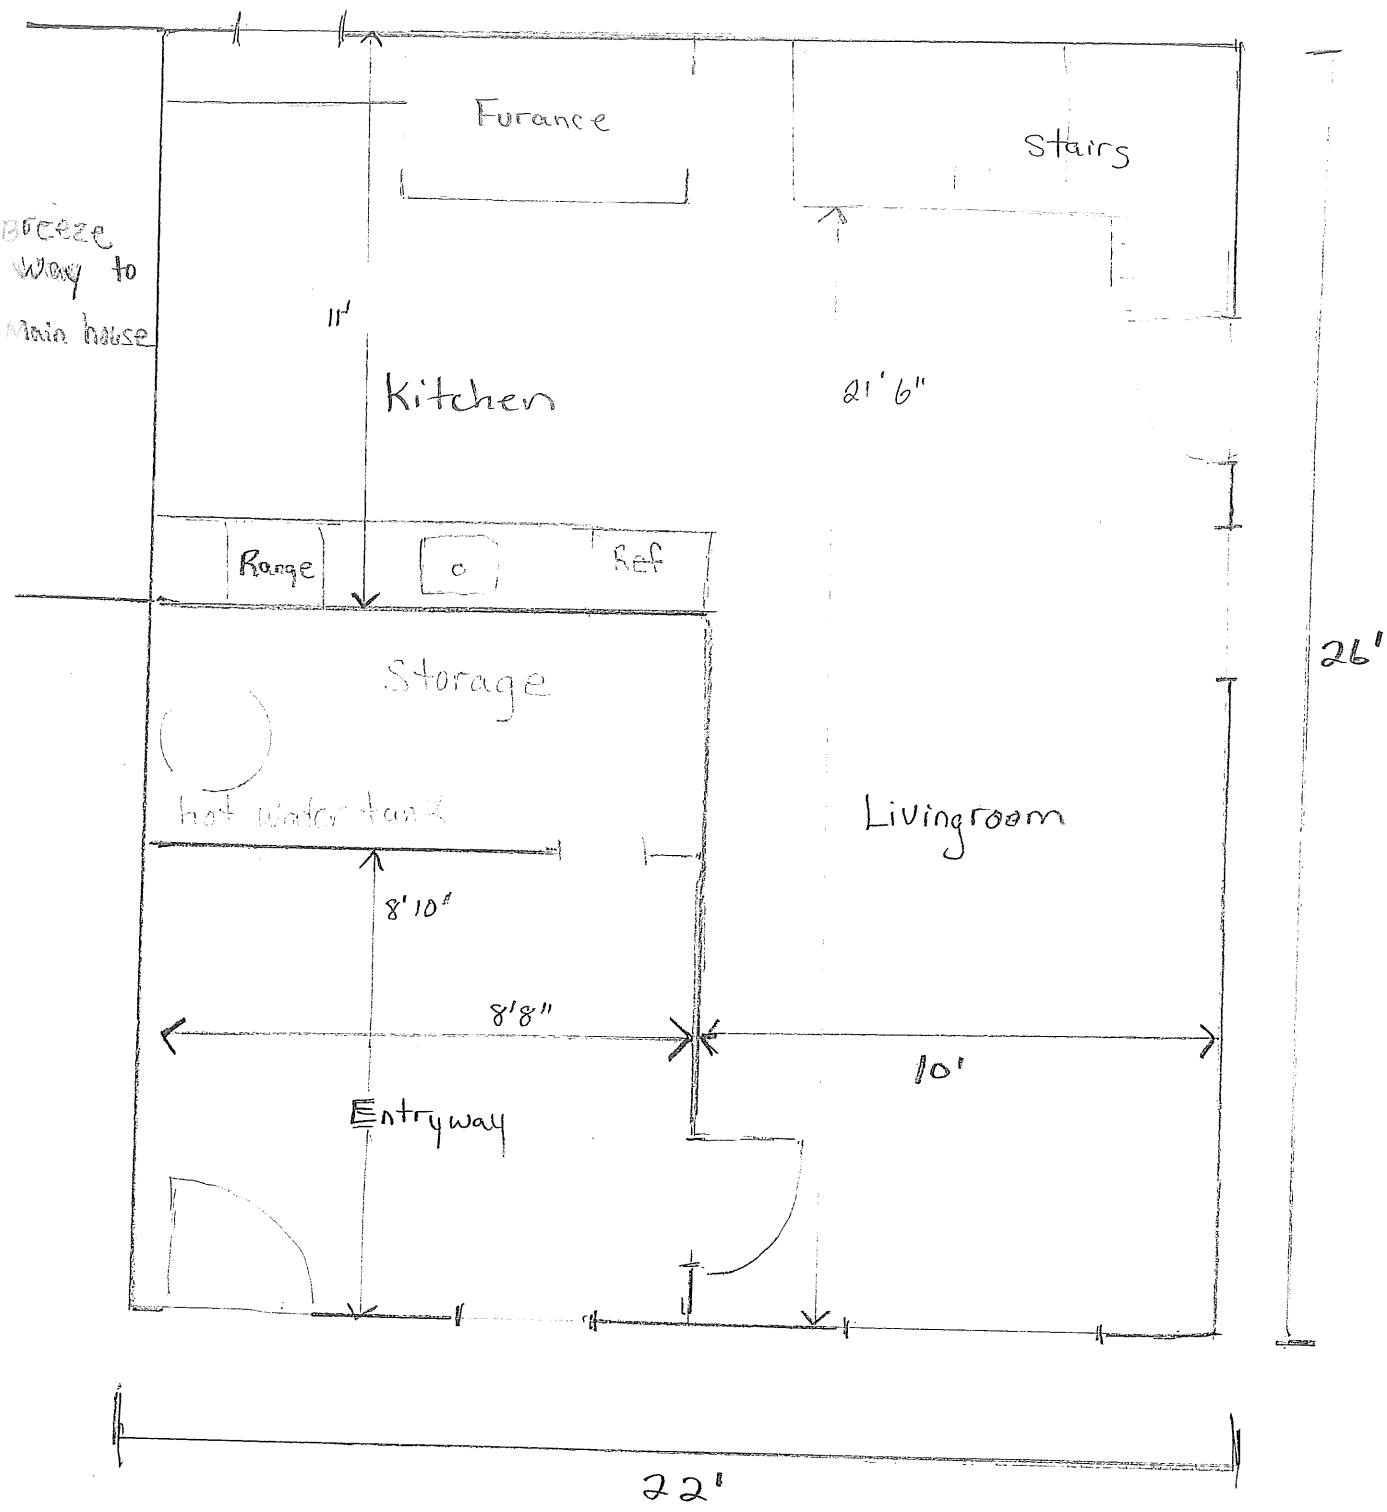 Furance
Stairs
Breeze
Way to
Main house
11'
Kitchen
21' 6"
Range
Ref
26'
Storage
hot water tank
Livingroom
8'10"
8'8"
10'
Entryway
22'